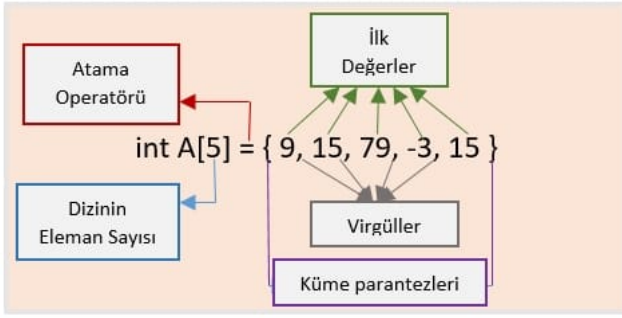 İlk
Değerler
Atama
Operatörü
int A[5] = { 9, 15, 79, -3, 15 }
Dizinin
Eleman Sayısı
Virgüller
Küme parantezleri